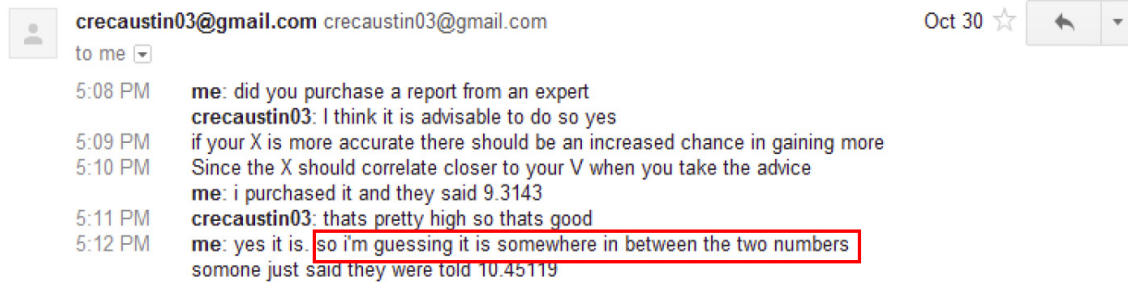 crecaustin03@gmail.com crecaustin03@gmail.com Oct 30
to me
5:08 PM me: did you purchase a report from an expert
crecaustin03: I think it is advisable to do so yes
5:09 PM if your X is more accurate there should be an increased chance in gaining more
5:10 PM Since the X should correlate closer to your V when you take the advice
me: i purchased it and they said 9.3143
5:11 PM crecaustin03: thats pretty high so thats good
5:12 PM me: yes it is. so i'm guessing it is somewhere in between the two numbers
somone just said they were told 10.45119